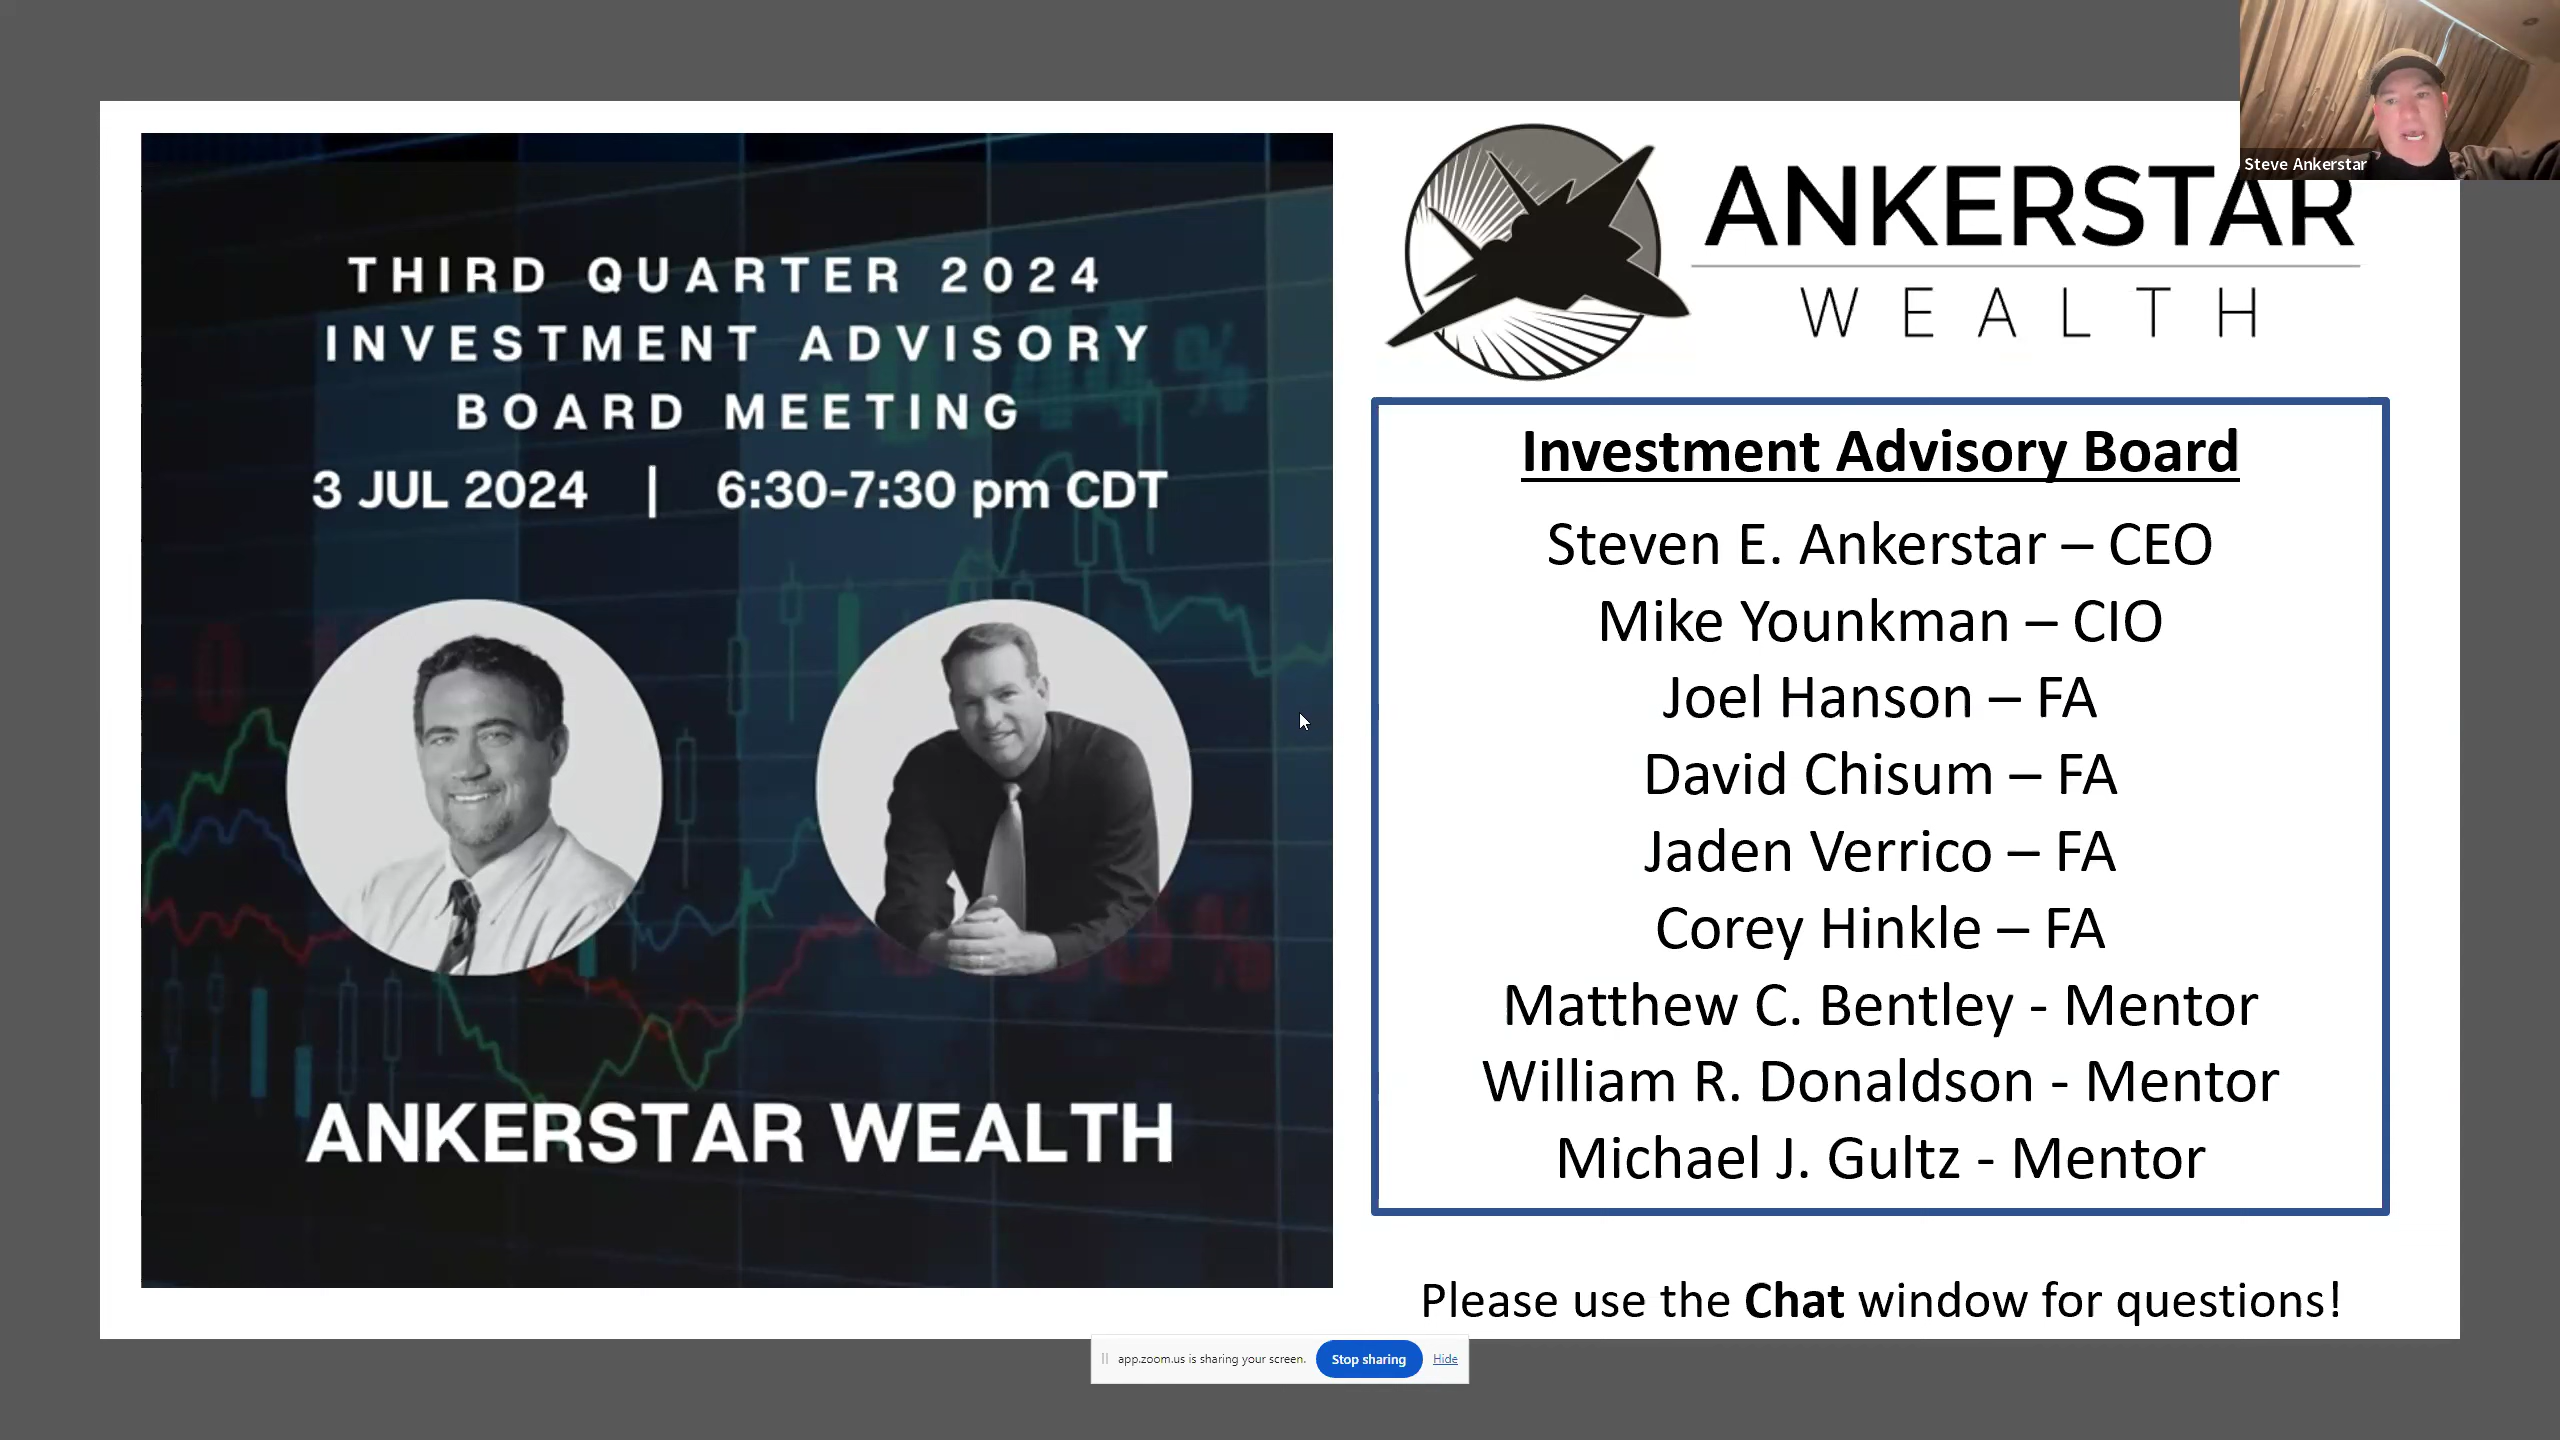 THIRD QUARTER 2024
INVESTMENT ADVISORY
BOARD MEETING
3 JUL 2024 | 6:30-7:30 pm CDT
ANKERSTAR WEALTH
Steve Ankerstar
ANKERSTAR
WEALTH
Investment Advisory Board
Steven E. Ankerstar – CEO
Mike Younkman – CIO
Joel Hanson – FA
David Chisum – FA
Jaden Verrico – FA
Corey Hinkle – FA
Matthew C. Bentley - Mentor
William R. Donaldson - Mentor
Michael J. Gultz - Mentor
Please use the Chat window for questions!
app.zoom.us is sharing your screen. Stop sharing Hide